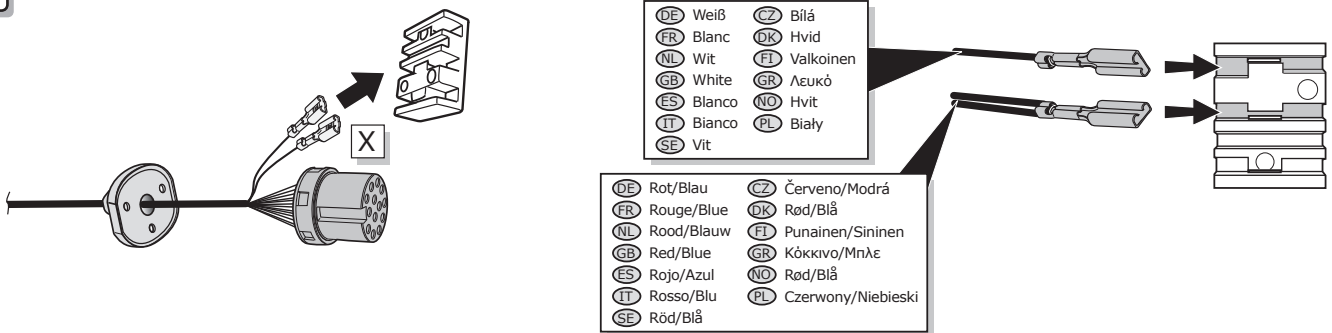 X
DE Weiß
FR Blanc
NL Wit
GB White
ES Blanco
IT Bianco
SE Vit
CZ Bílá
DK Hvid
FI Valkoinen
GR Λευκό
NO Hvit
PL Biały
DE Rot/Blau
FR Rouge/Blue
NL Rood/Blauw
GB Red/Blue
ES Rojo/Azul
IT Rosso/Blu
SE Röd/Blå
CZ Červeno/Modrá
DK Rød/Blå
FI Punainen/Sininen
GR Κόκκινο/Μπλε
NO Rød/Blå
PL Czerwony/Niebieski